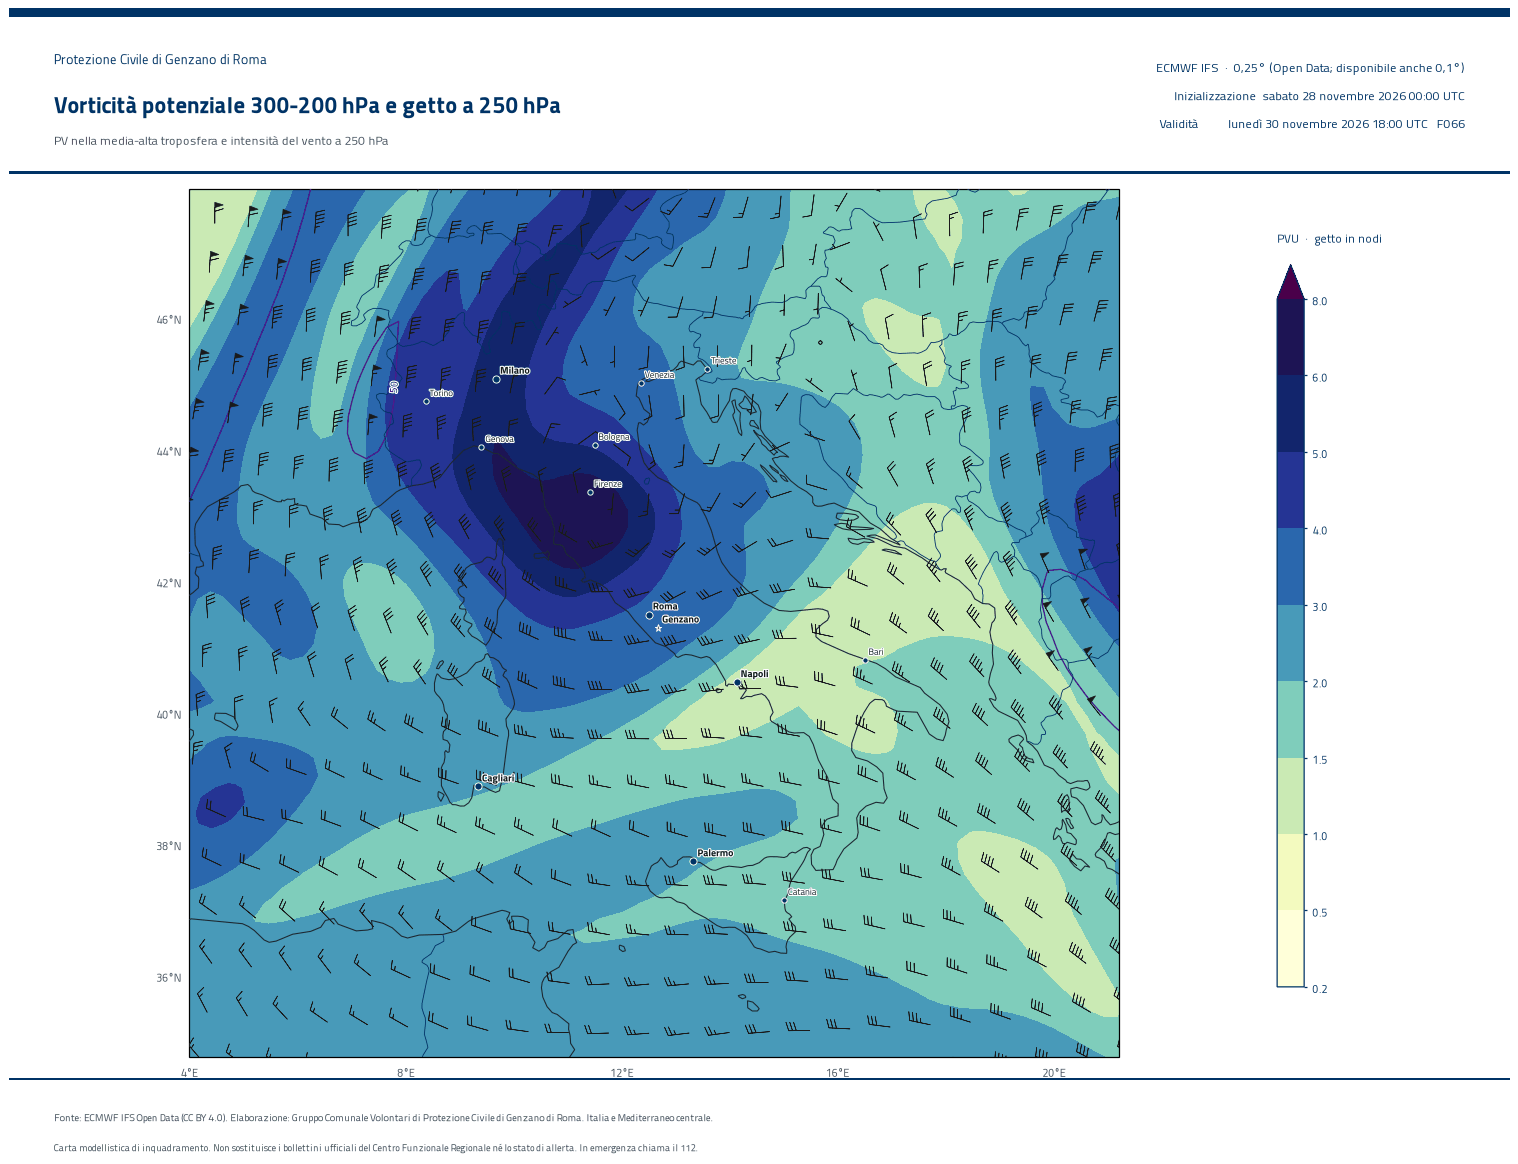 Protezione Civile di Genzano di Roma
Vorticità potenziale 300-200 hPa e getto a 250 hPa
PV nella media-alta troposfera e intensità del vento a 250 hPa
ECMWF IFS · 0,25° (Open Data; disponibile anche 0,1°)
Inizializzazione sabato 28 novembre 2026 00:00 UTC
Validità lunedì 30 novembre 2026 18:00 UTC F066
PVU · getto in nodi
8.0
6.0
5.0
4.0
3.0
2.0
1.5
1.0
0.5
0.2
46°N
44°N
42°N
40°N
38°N
36°N
4°E
8°E
12°E
16°E
20°E
50
Milano
Torino
Venezia
Trieste
Genova
Bologna
Firenze
Roma
Genzano
Napoli
Bari
Cagliari
Palermo
Catania
Fonte: ECMWF IFS Open Data (CC BY 4.0). Elaborazione: Gruppo Comunale Volontari di Protezione Civile di Genzano di Roma. Italia e Mediterraneo centrale.
Carta modellistica di inquadramento. Non sostituisce i bollettini ufficiali del Centro Funzionale Regionale né lo stato di allerta. In emergenza chiama il 112.